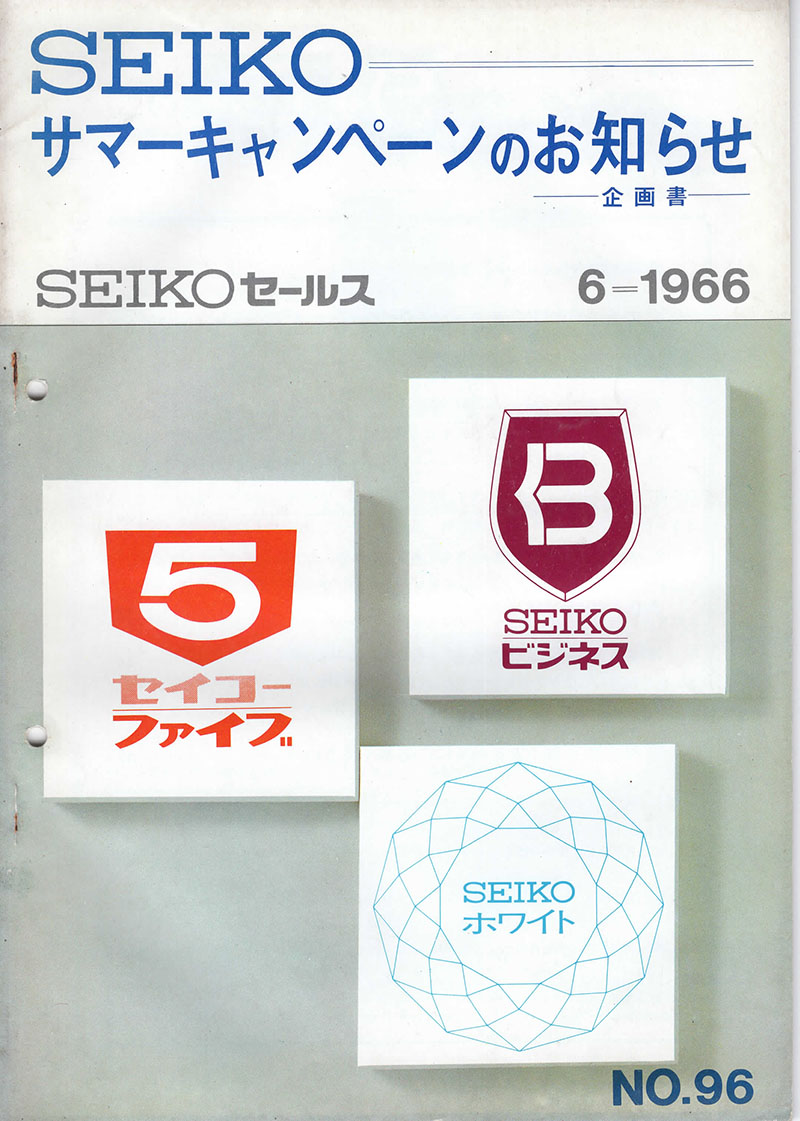 SEIKO
サマーキャンペーンのお知らせ
企画書
SEIKOセールス 6=1966
B
SEIKO
ビジネス
5
セイコー
ファイブ
SEIKO
ホワイト
NO.96